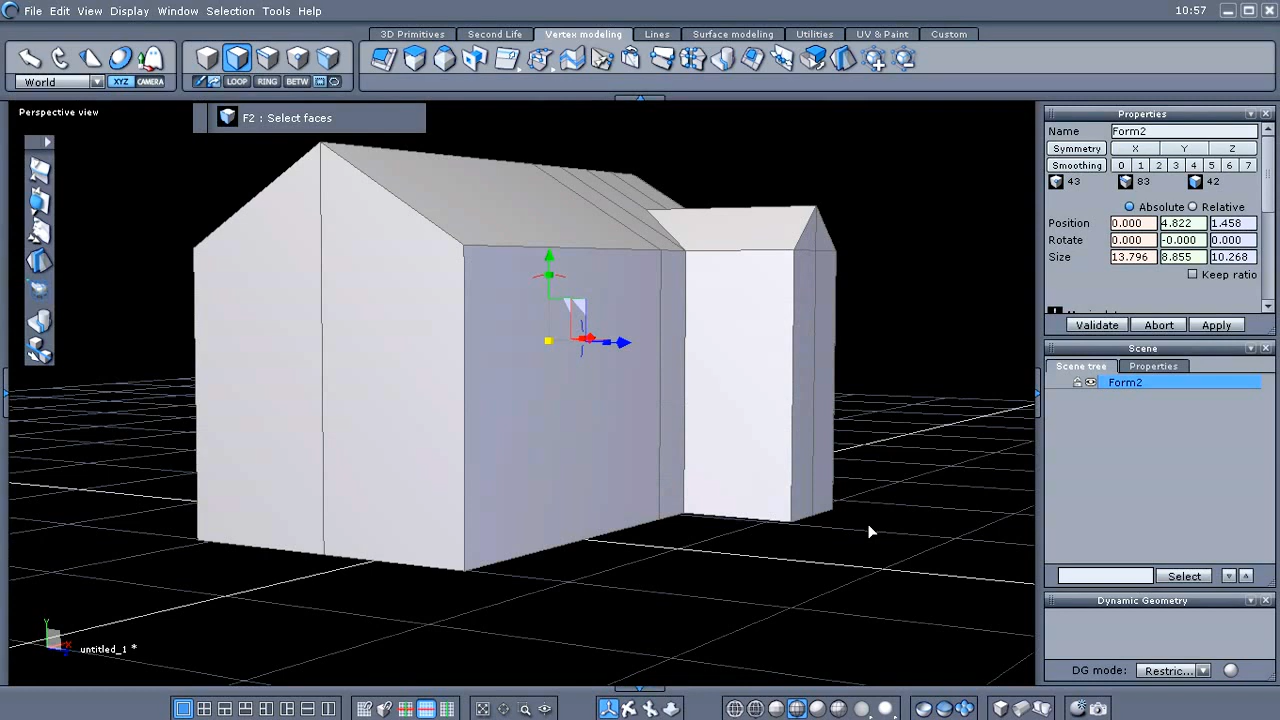 File Edit View Display Window Selection Tools Help 10:57
3D Primitives Second Life Vertex modeling Lines Surface modeling Utilities UV & Paint Custom
World XYZ CAMERA LOOP RING BETW
Perspective view
F2 : Select faces
Properties
Name Form2
Symmetry X Y Z
Smoothing 0 1 2 3 4 5 6 7
43 83 42
Absolute Relative
Position 0.000 4.822 1.458
Rotate 0.000 -0.000 0.000
Size 13.796 8.855 10.268
Keep ratio
Validate Abort Apply
Scene
Scene tree Properties
Form2
Select
Dynamic Geometry
DG mode: Restric...
Y
X
Z
untitled_1 *